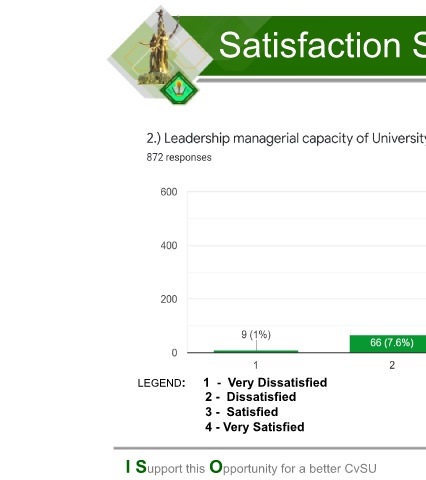 Satisfaction S
2.) Leadership managerial capacity of University
872 responses
600
400
200
0
9 (1%)
66 (7.6%)
1
2
LEGEND: 1 - Very Dissatisfied
2 - Dissatisfied
3 - Satisfied
4 - Very Satisfied
I Support this Opportunity for a better CvSU